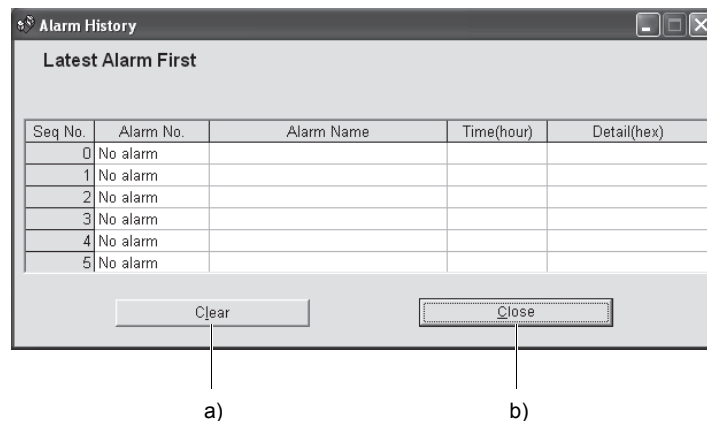 Alarm History
Latest Alarm First
Seq No. Alarm No. Alarm Name Time(hour) Detail(hex)
0 No alarm
1 No alarm
2 No alarm
3 No alarm
4 No alarm
5 No alarm
Clear Close
a) b)